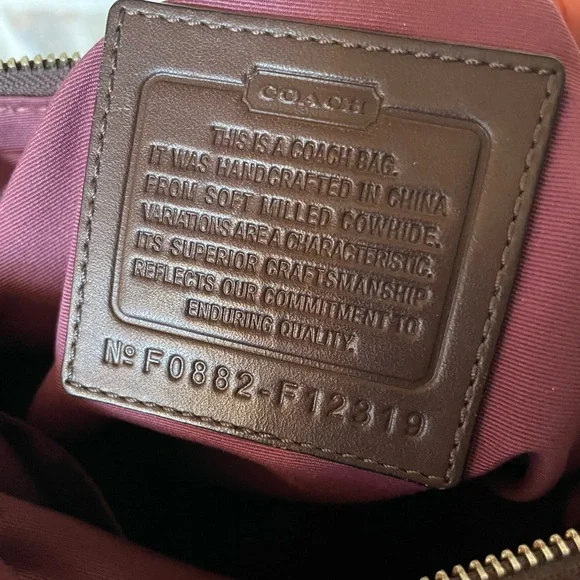 COACH
THIS IS A COACH BAG.
IT WAS HANDCRAFTED IN CHINA
FROM SOFT MILLED COWHIDE.
VARIATIONS ARE A CHARACTERISTIC.
ITS SUPERIOR CRAFTSMANSHIP
REFLECTS OUR COMMITMENT TO
ENDURING QUALITY.
Nº F0882-F12319